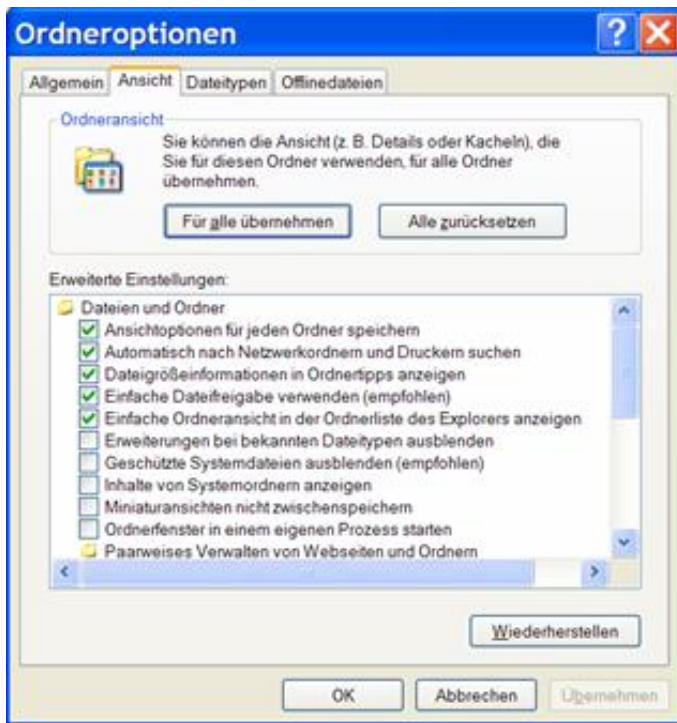 Ordneroptionen
Allgemein Ansicht Dateitypen Offlinedateien
Ordneransicht
Sie können die Ansicht (z. B. Details oder Kacheln), die
Sie für diesen Ordner verwenden, für alle Ordner
übernehmen.
Für alle übernehmen Alle zurücksetzen
Erweiterte Einstellungen:
Dateien und Ordner
Ansichtoptionen für jeden Ordner speichern
Automatisch nach Netzwerkordnern und Druckern suchen
Dateigrößeinformationen in Ordnertipps anzeigen
Einfache Dateifreigabe verwenden (empfohlen)
Einfache Ordneransicht in der Ordnerliste des Explorers anzeigen
Erweiterungen bei bekannten Dateitypen ausblenden
Geschützte Systemdateien ausblenden (empfohlen)
Inhalte von Systemordnern anzeigen
Miniaturansichten nicht zwischenspeichern
Ordnerfenster in einem eigenen Prozess starten
Paarweises Verwalten von Webseiten und Ordnern
Wiederherstellen
OK Abbrechen Übernehmen